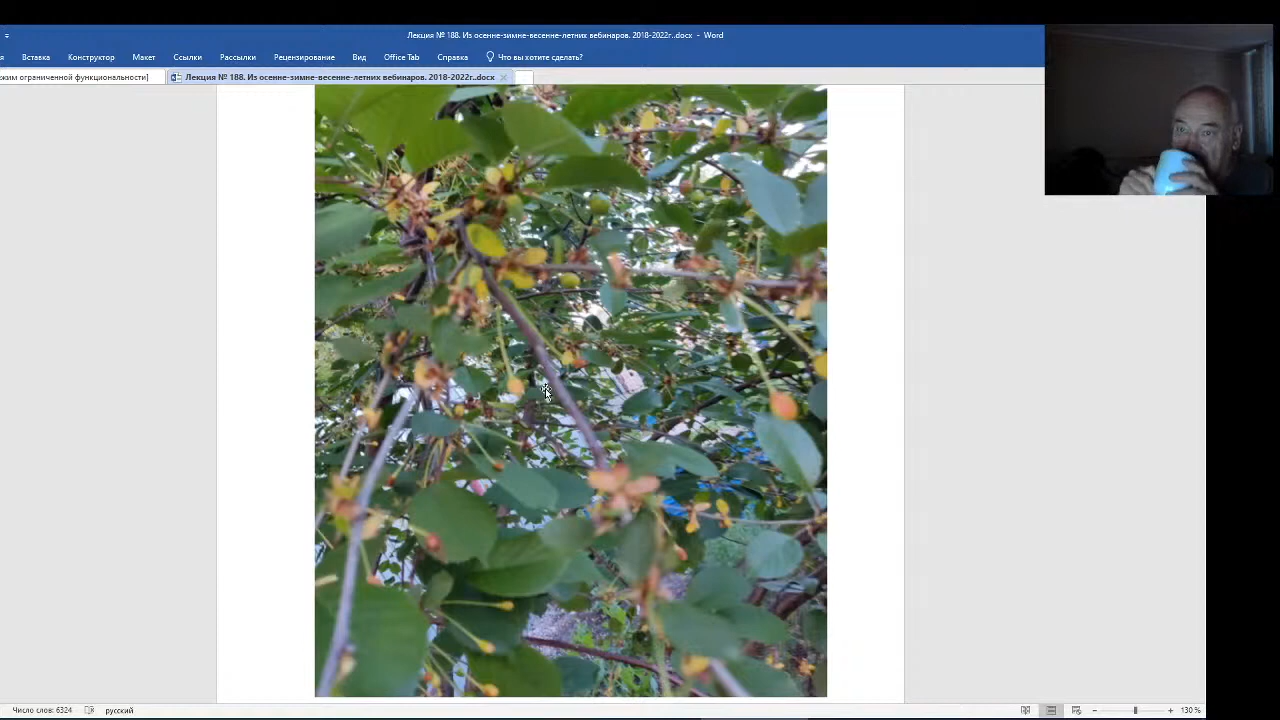 Лекция № 188. Из осенне-зимне-весенне-летних вебинаров. 2018-2022г..docx - Word
Вставка Конструктор Макет Ссылки Рассылки Рецензирование Вид Office Tab Справка Что вы хотите сделать?
ограниченной функциональности] Лекция № 188. Из осенне-зимне-весенне-летних вебинаров. 2018-2022г..docx
Число слов: 6324 русский 130 %